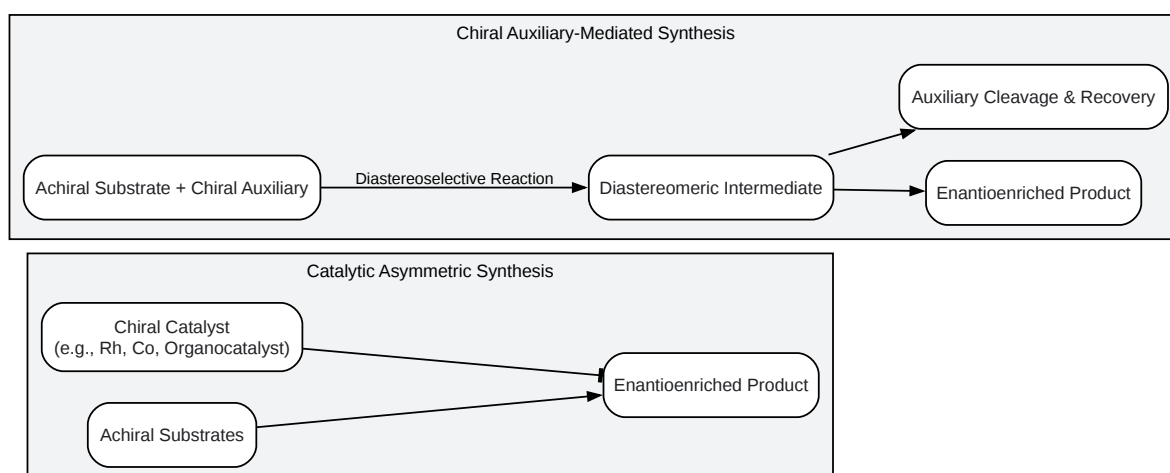 Chiral Auxiliary-Mediated Synthesis
Auxiliary Cleavage & Recovery
Achiral Substrate + Chiral Auxiliary
Diastereoselective Reaction
Diastereomeric Intermediate
Enantioenriched Product
Catalytic Asymmetric Synthesis
Chiral Catalyst
(e.g., Rh, Co, Organocatalyst)
Enantioenriched Product
Achiral Substrates